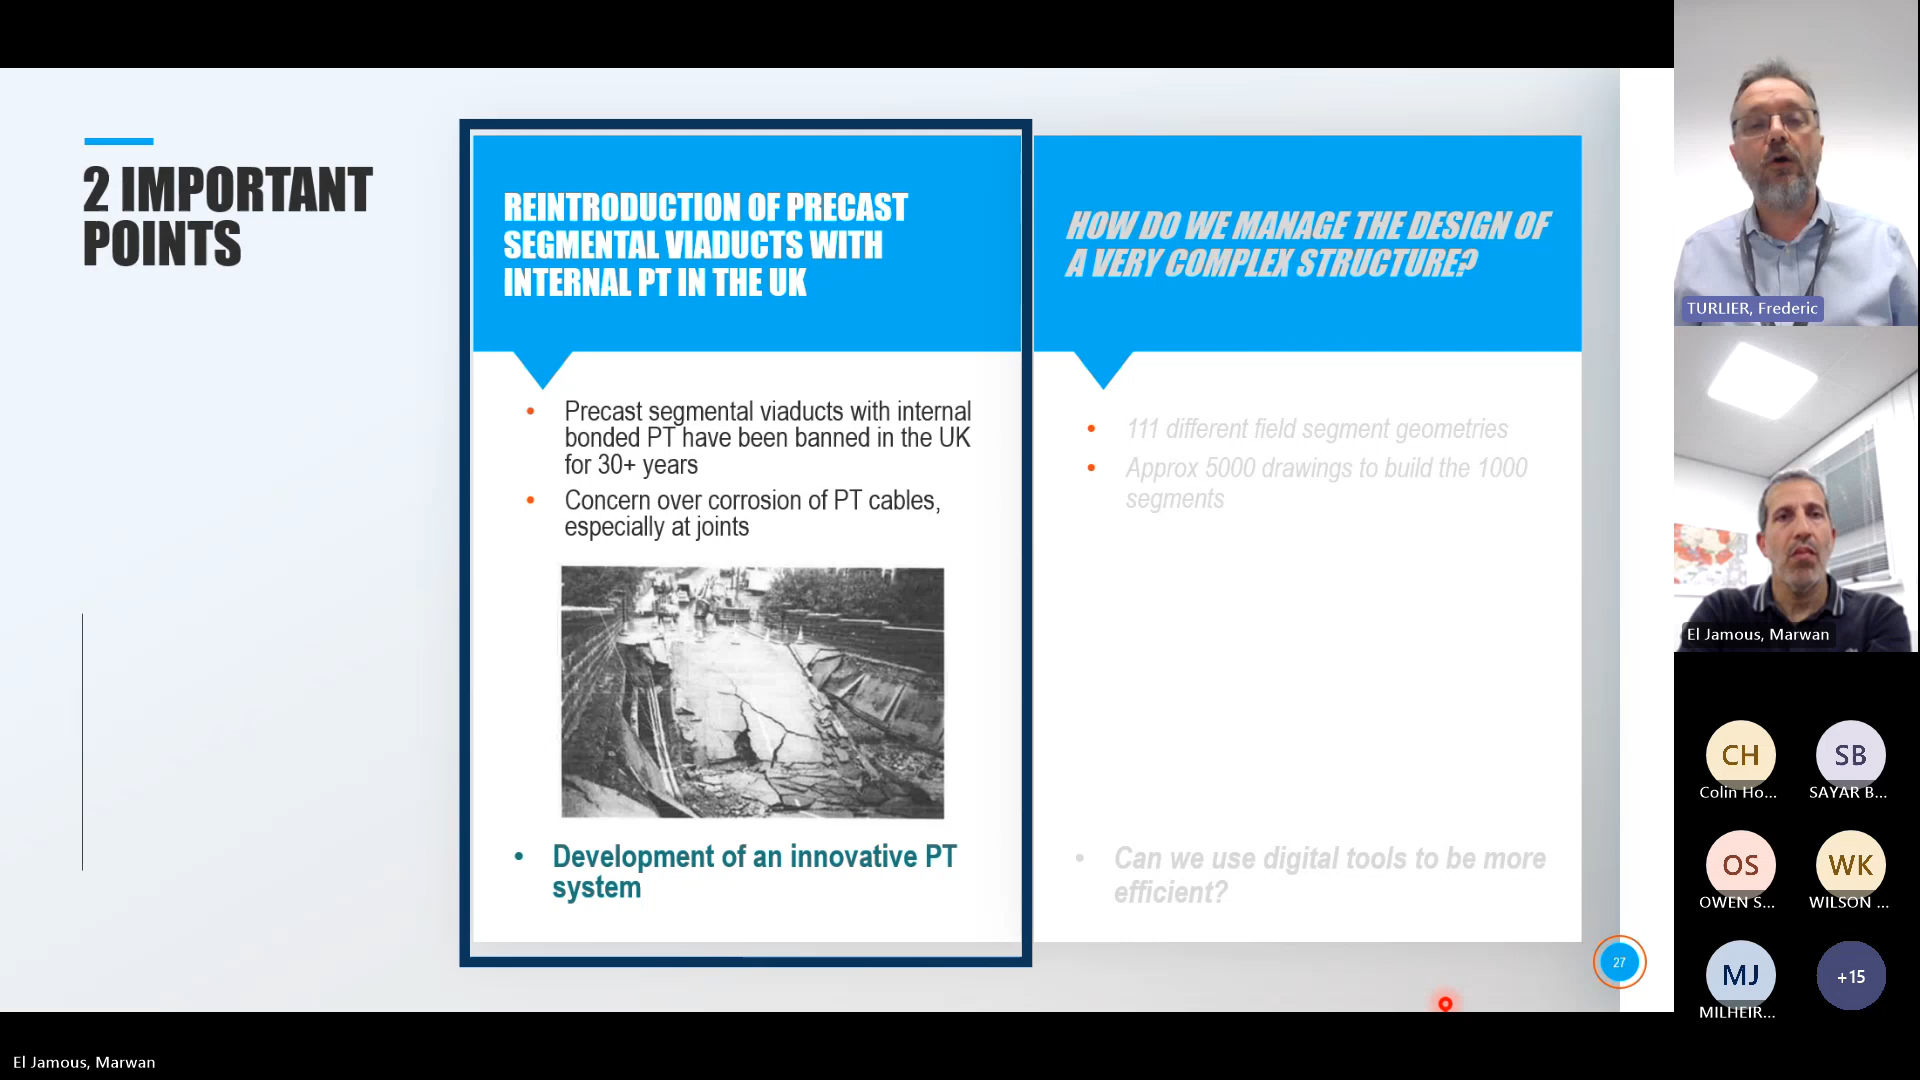 2 IMPORTANT
POINTS
REINTRODUCTION OF PRECAST
SEGMENTAL VIADUCTS WITH
INTERNAL PT IN THE UK
• Precast segmental viaducts with internal
bonded PT have been banned in the UK
for 30+ years
• Concern over corrosion of PT cables,
especially at joints
• Development of an innovative PT
system
HOW DO WE MANAGE THE DESIGN OF
A VERY COMPLEX STRUCTURE?
• 111 different field segment geometries
• Approx 5000 drawings to build the 1000
segments
• Can we use digital tools to be more
efficient?
27
TURLIER, Frederic
El Jamous, Marwan
CH
Colin Ho...
SB
SAYAR B...
OS
OWEN S...
WK
WILSON ...
MJ
MILHEIR...
+15
El Jamous, Marwan